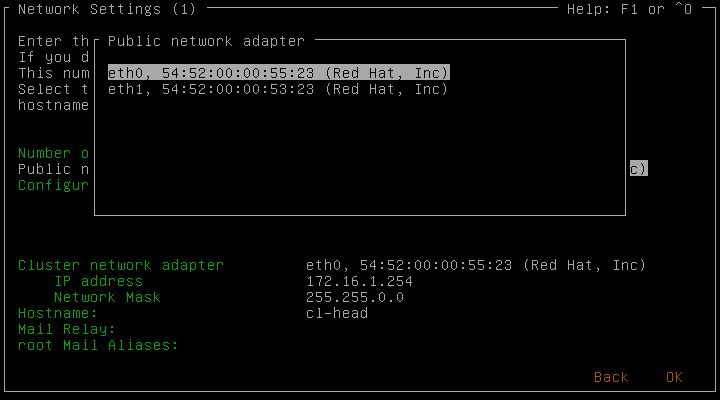 Network Settings (1)
Help: F1 or ^O
Enter th
Public network adapter
If you d
This num
eth0, 54:52:00:00:55:23 (Red Hat, Inc)
Select t
eth1, 54:52:00:00:53:23 (Red Hat, Inc)
hostname
Number o
Public n
c)
Configur
Cluster network adapter eth0, 54:52:00:00:55:23 (Red Hat, Inc)
IP address 172.16.1.254
Network Mask 255.255.0.0
Hostname: cl-head
Mail Relay:
root Mail Aliases:
Back OK